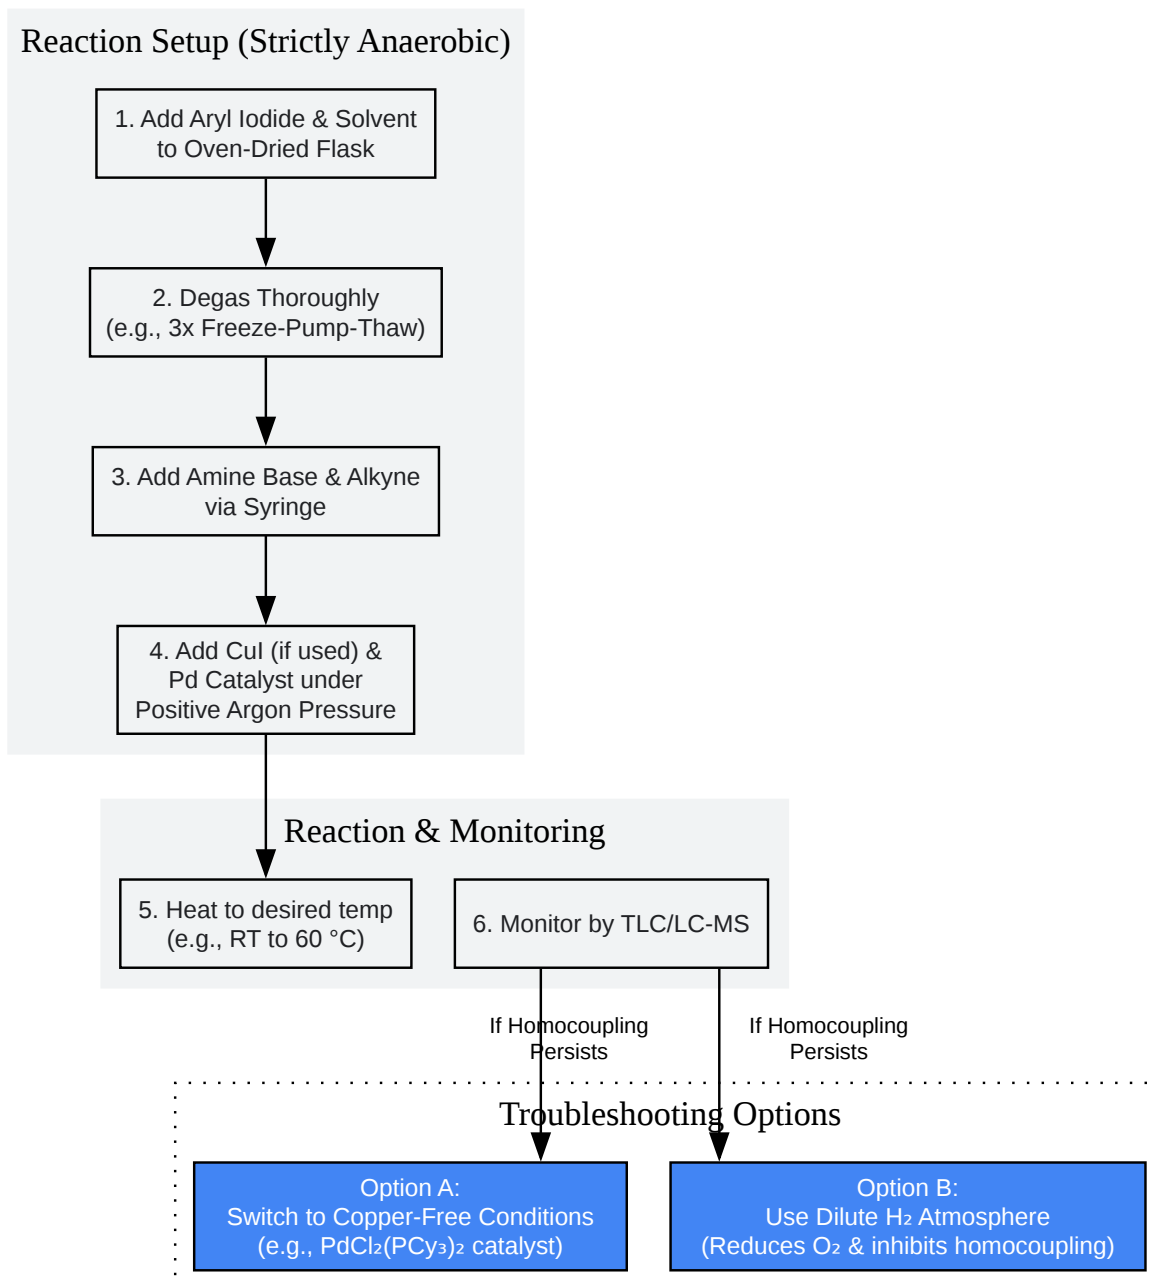 Reaction Setup (Strictly Anaerobic)
1. Add Aryl Iodide & Solvent
to Oven-Dried Flask
2. Degas Thoroughly
(e.g., 3x Freeze-Pump-Thaw)
3. Add Amine Base & Alkyne
via Syringe
4. Add CuI (if used) &
Pd Catalyst under
Positive Argon Pressure
Reaction & Monitoring
5. Heat to desired temp
(e.g., RT to 60 °C)
6. Monitor by TLC/LC-MS
If Homocoupling
Persists
If Homocoupling
Persists
Troubleshooting Options
Option A:
Switch to Copper-Free Conditions
(e.g., PdCl₂(PCy₃)₂ catalyst)
Option B:
Use Dilute H₂ Atmosphere
(Reduces O₂ & inhibits homocoupling)